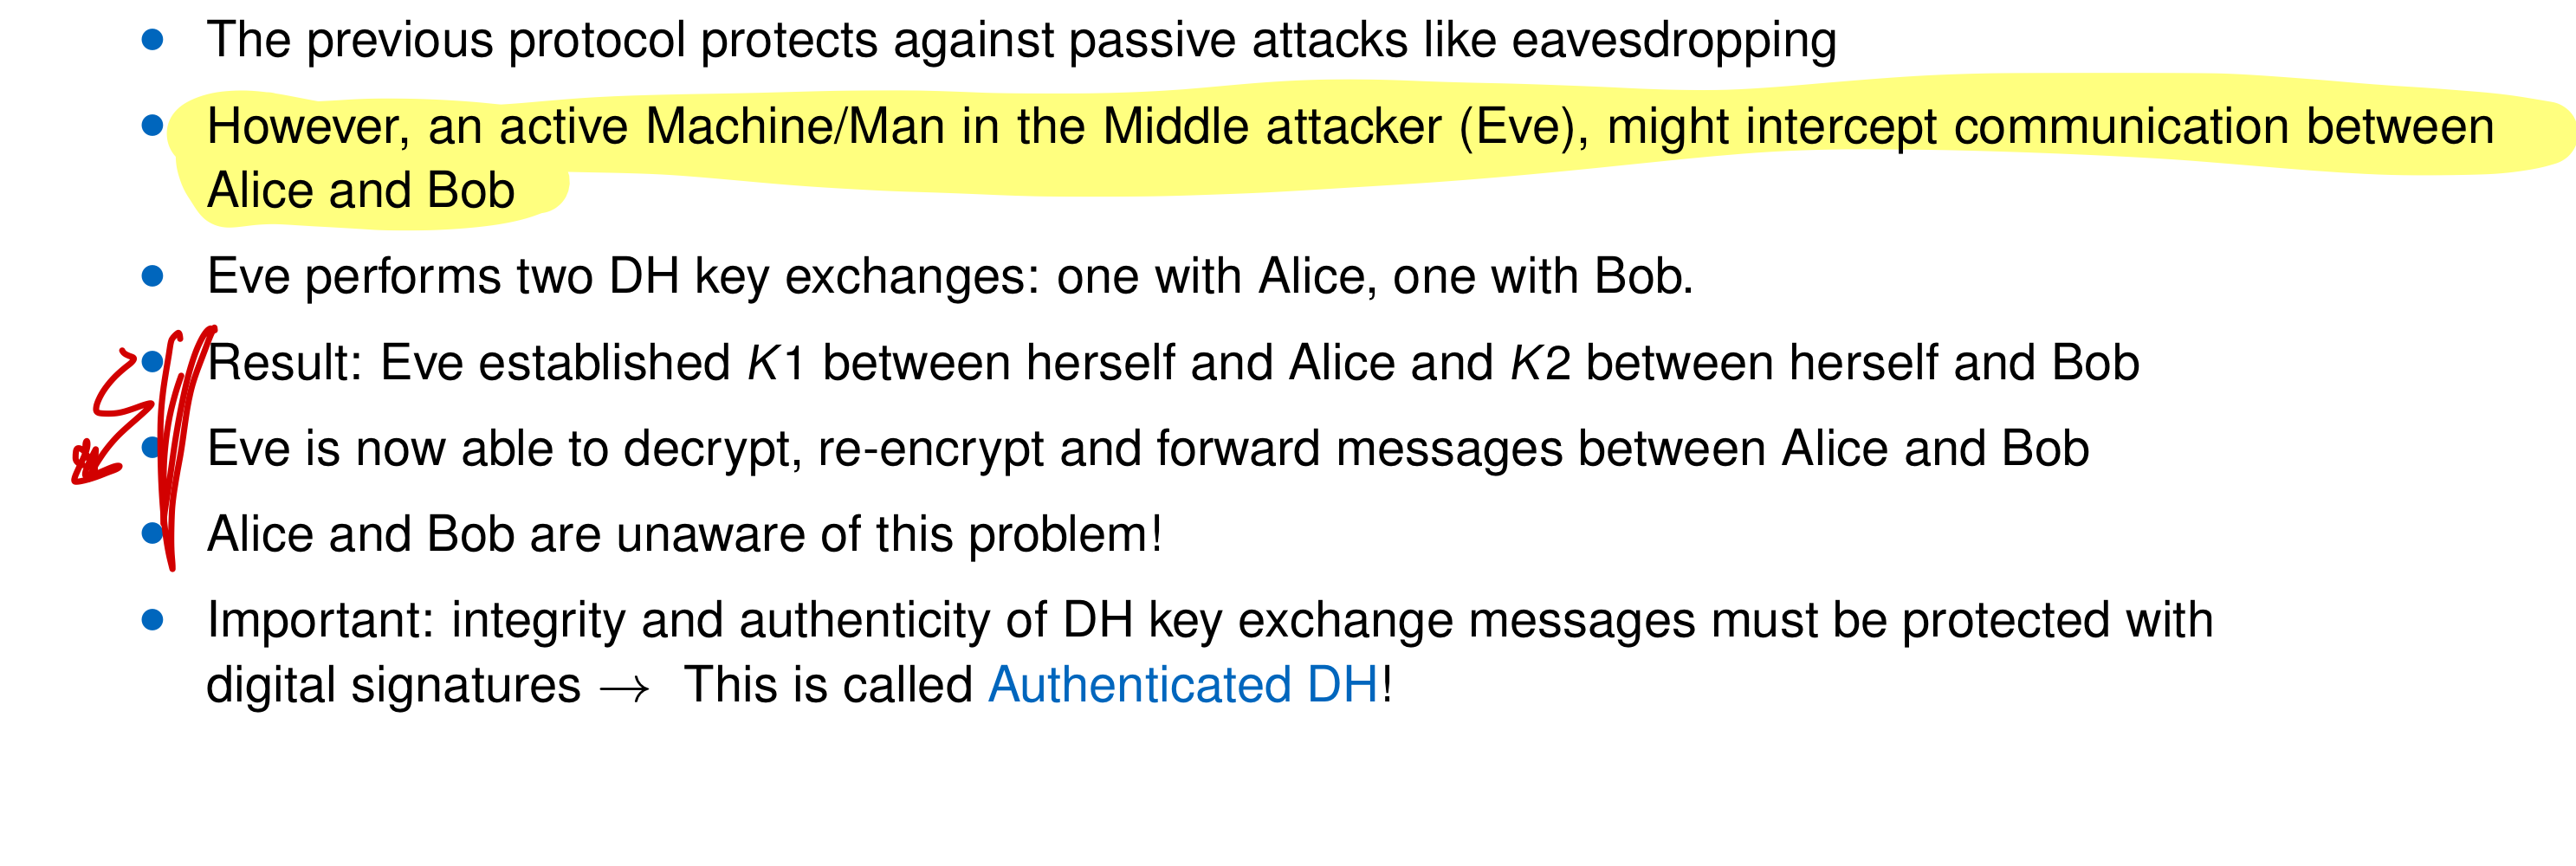 • The previous protocol protects against passive attacks like eavesdropping
• However, an active Machine/Man in the Middle attacker (Eve), might intercept communication between
Alice and Bob
• Eve performs two DH key exchanges: one with Alice, one with Bob.
• Result: Eve established K1 between herself and Alice and K2 between herself and Bob
• Eve is now able to decrypt, re-encrypt and forward messages between Alice and Bob
• Alice and Bob are unaware of this problem!
• Important: integrity and authenticity of DH key exchange messages must be protected with
digital signatures → This is called Authenticated DH!